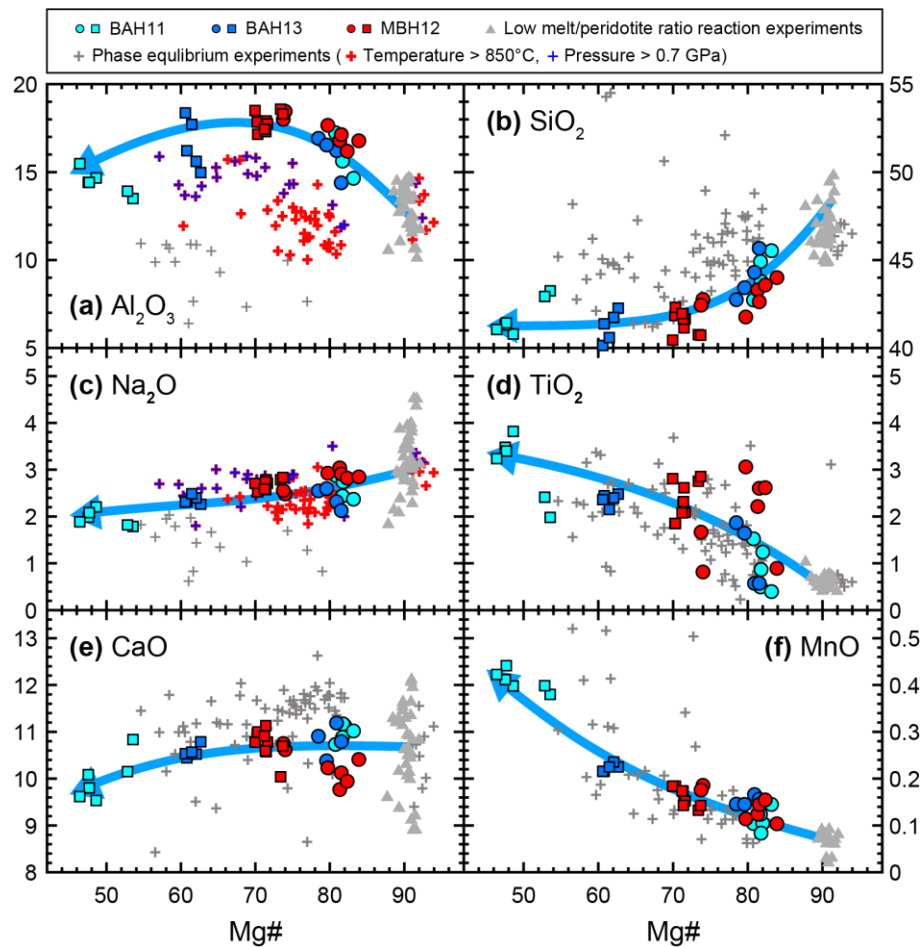 BAH11 BAH13 MBH12 Low melt/peridotite ratio reaction experiments
Phase equlibrium experiments ( Temperature > 850°C, Pressure > 0.7 GPa)
20
15
10
5
(a) Al₂O₃
55
50
45
40
(b) SiO₂
5
4
3
2
1
0
(c) Na₂O
5
4
3
2
1
0
(d) TiO₂
13
12
11
10
9
8
(e) CaO
0.5
0.4
0.3
0.2
0.1
0
(f) MnO
50 60 70 80 90
50 60 70 80 90
Mg#
Mg#